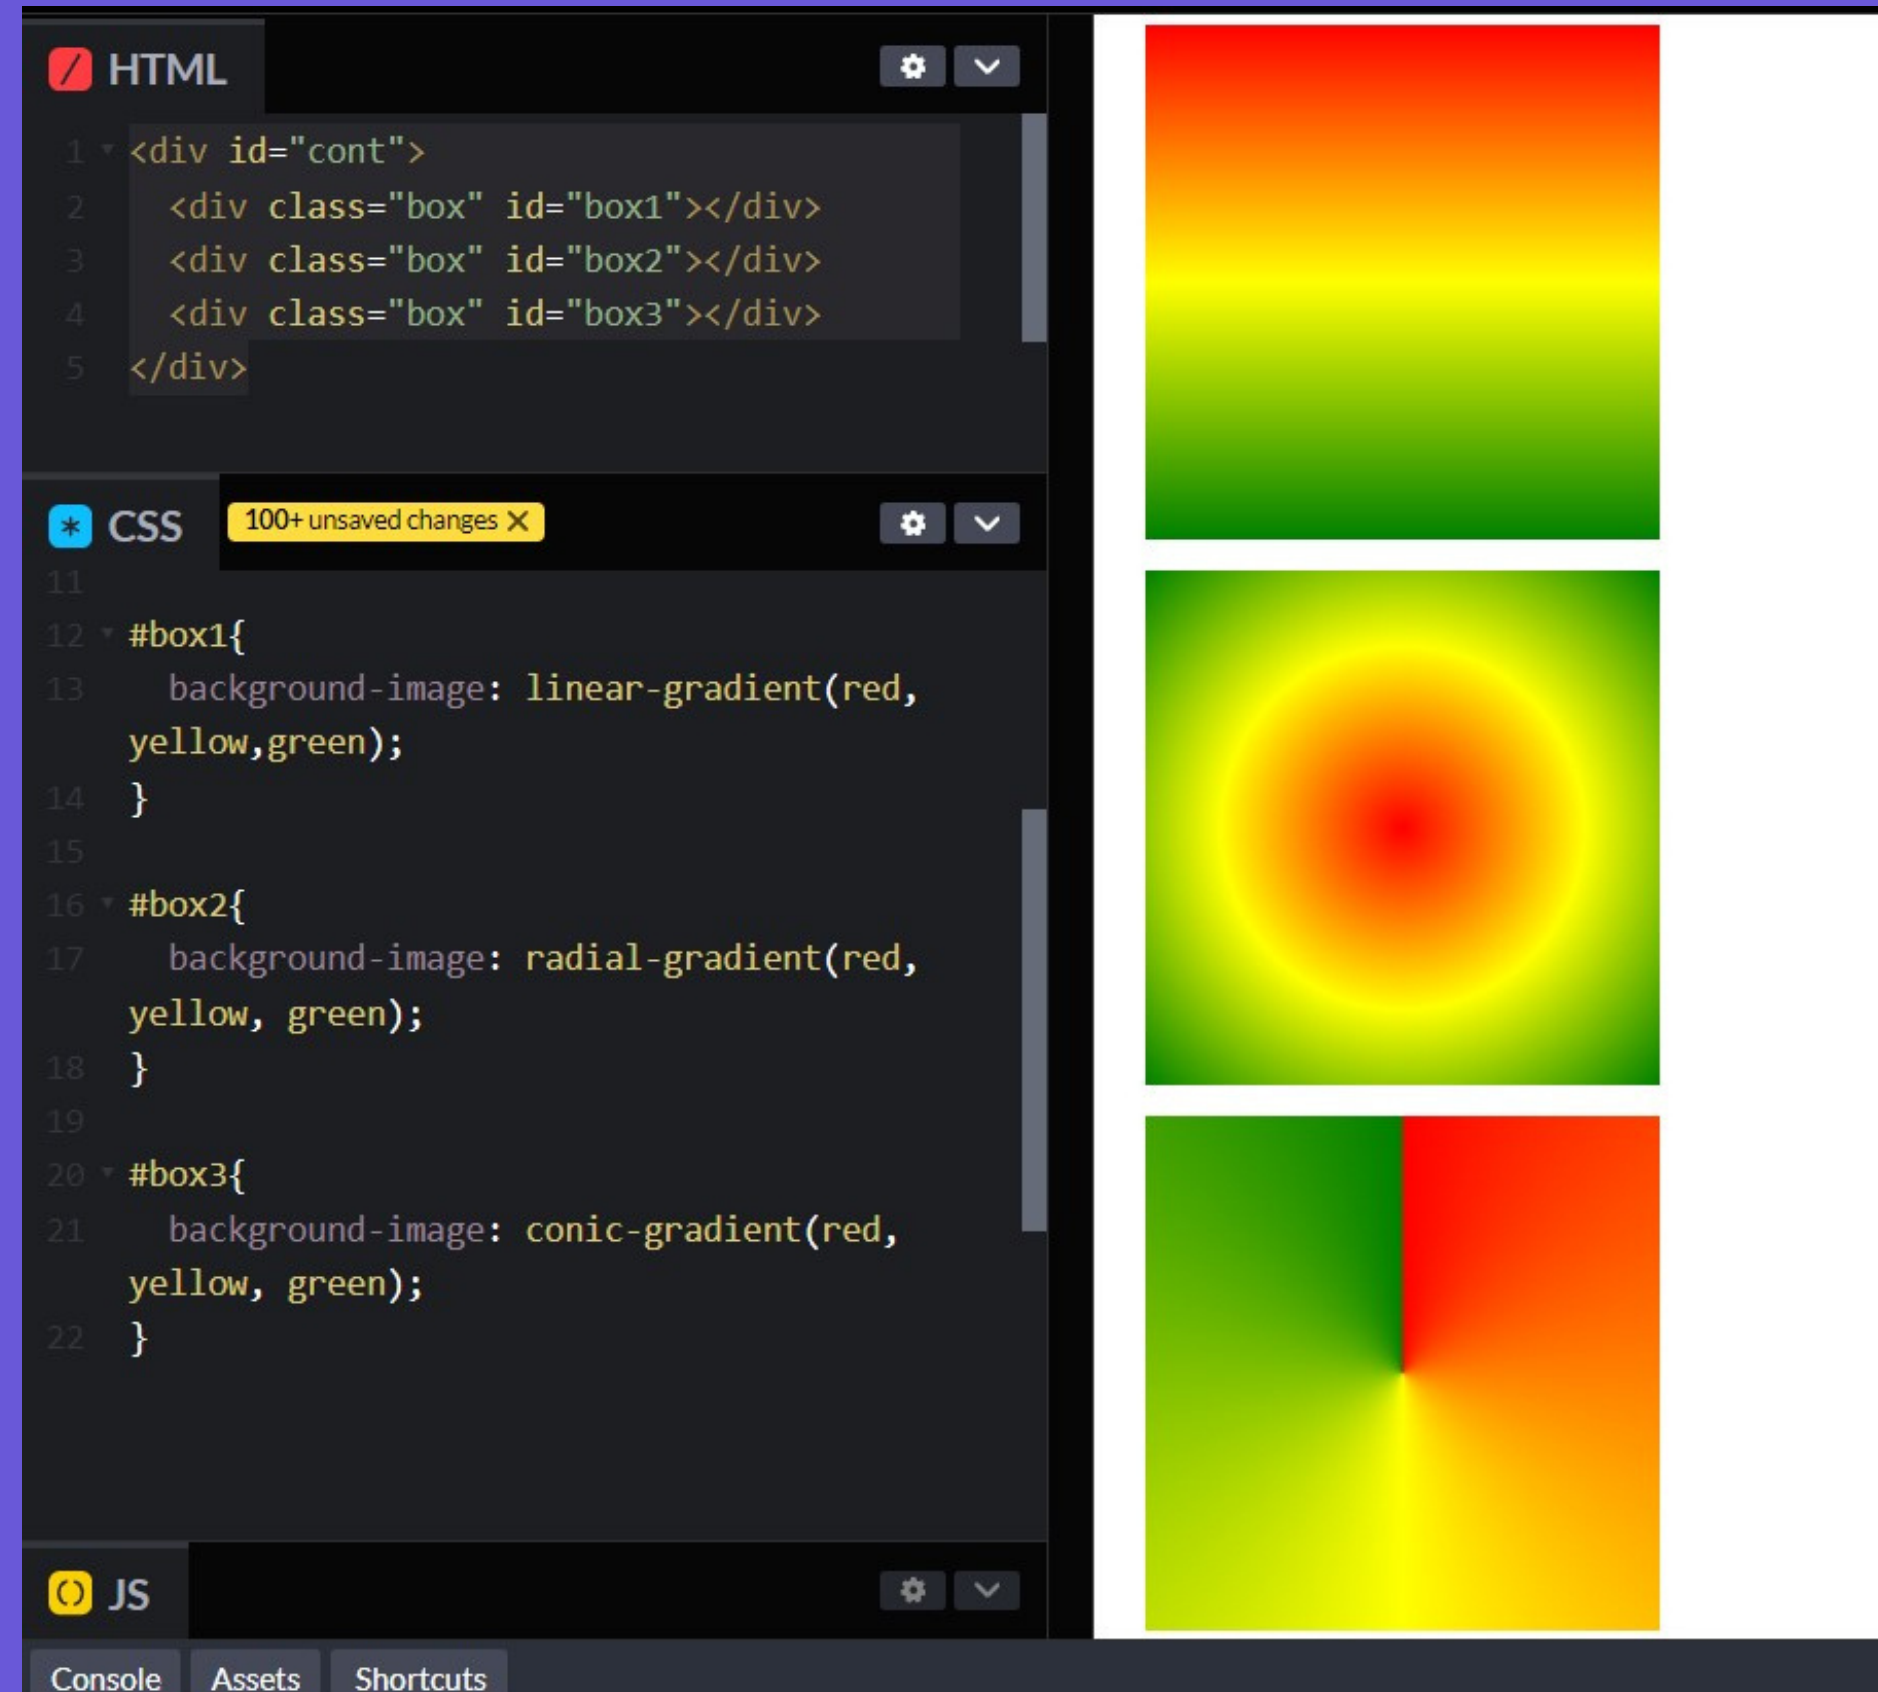 HTML
1 <div id="cont">
2 <div class="box" id="box1"></div>
3 <div class="box" id="box2"></div>
4 <div class="box" id="box3"></div>
5 </div>
CSS 100+ unsaved changes X
11
12 #box1{
13 background-image: linear-gradient(red,
yellow,green);
14 }
15
16 #box2{
17 background-image: radial-gradient(red,
yellow, green);
18 }
19
20 #box3{
21 background-image: conic-gradient(red,
yellow, green);
22 }
JS
Console Assets Shortcuts